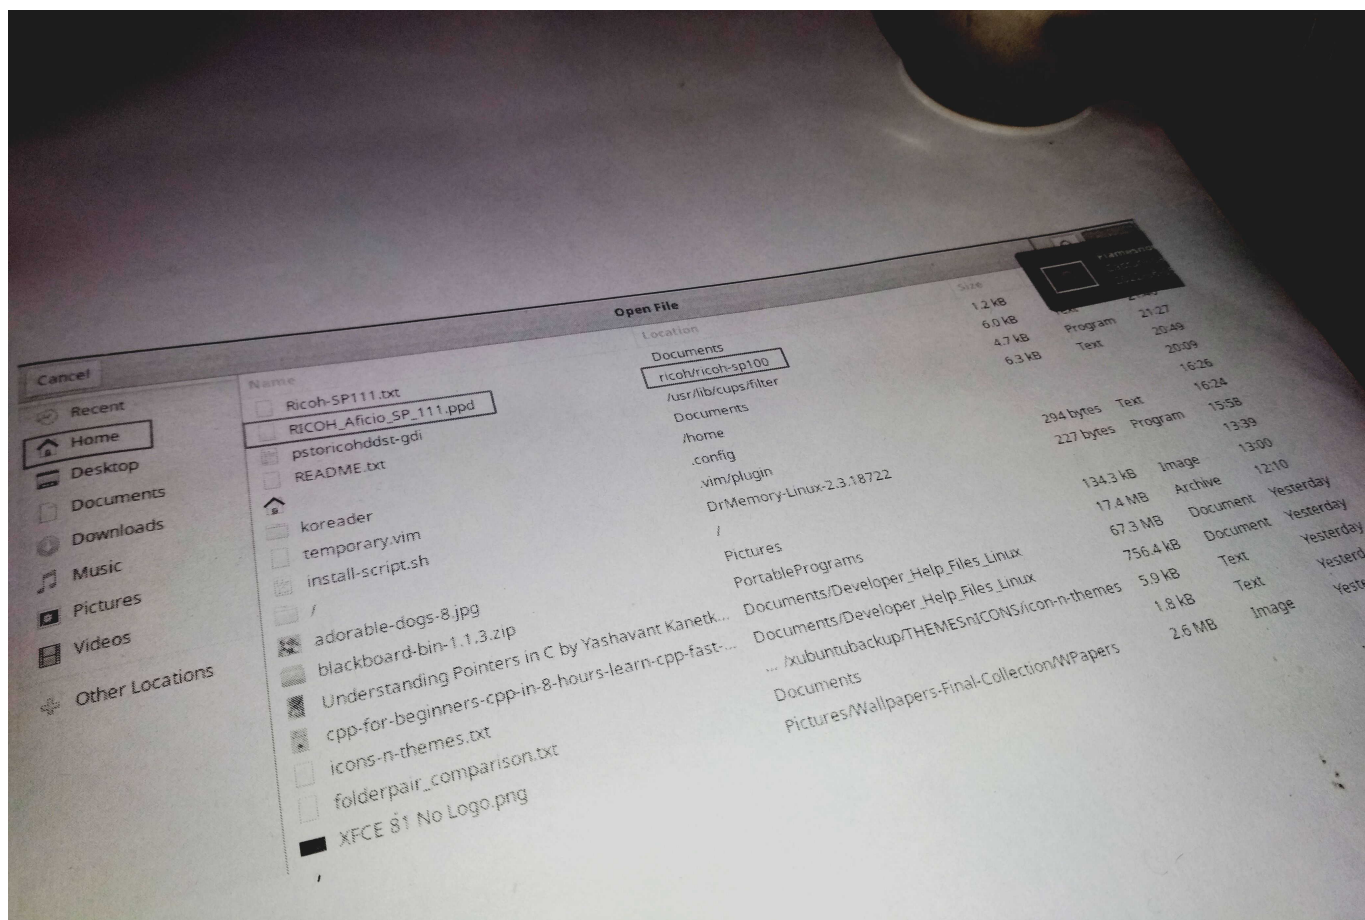 Open File
Cancel
Name Location Size
Recent
Home
Desktop
Documents
Downloads
Music
Pictures
Videos
Other Locations
Ricoh-SP111.txt Documents 1.2 kB Text
RICOH_Aficio_SP_111.ppd ricoh/ricoh-sp100 6.0 kB Program 21:27
pstoricohddst-gdi /usr/lib/cups/filter 4.7 kB Text 20:49
README.txt Documents 6.3 kB 20:09
/home 16:26
koreader .config 16:24
temporary.vim .vim/plugin 294 bytes Text 15:58
install-script.sh DrMemory-Linux-2.3.18722 227 bytes Program 13:39
/ / 13:00
adorable-dogs-8.jpg Pictures 134.3 kB Image 12:10
blackboard-bin-1.1.3.zip PortablePrograms 17.4 MB Archive Yesterday
Understanding Pointers in C by Yashavant Kanetk... Documents/Developer_Help_Files_Linux 67.3 MB Document Yesterday
cpp-for-beginners-cpp-in-8-hours-learn-cpp-fast-... Documents/Developer_Help_Files_Linux 756.4 kB Document Yesterday
icons-n-themes.txt ... /xubuntubackup/THEMESnICONS/icon-n-themes 5.9 kB Text
folderpair_comparison.txt Documents 1.8 kB Text
XFCE 81 No Logo.png Pictures/Wallpapers-Final-Collection/WPapers 2.6 MB Image